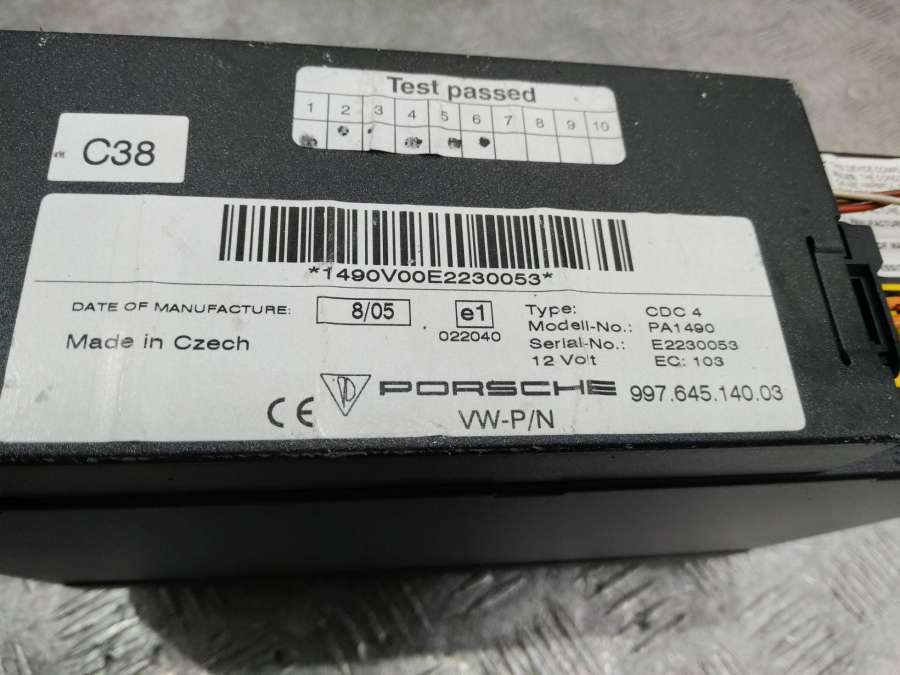 Test passed
1 2 3 4 5 6 7 8 9 10
C38
*1490V00E2230053*
DATE OF MANUFACTURE: 8/05 e1 Type: CDC 4
022040 Modell-No.: PA1490
Made in Czech Serial-No.: E2230053
12 Volt EC: 103
CE PORSCHE 997.645.140.03
VW-P/N